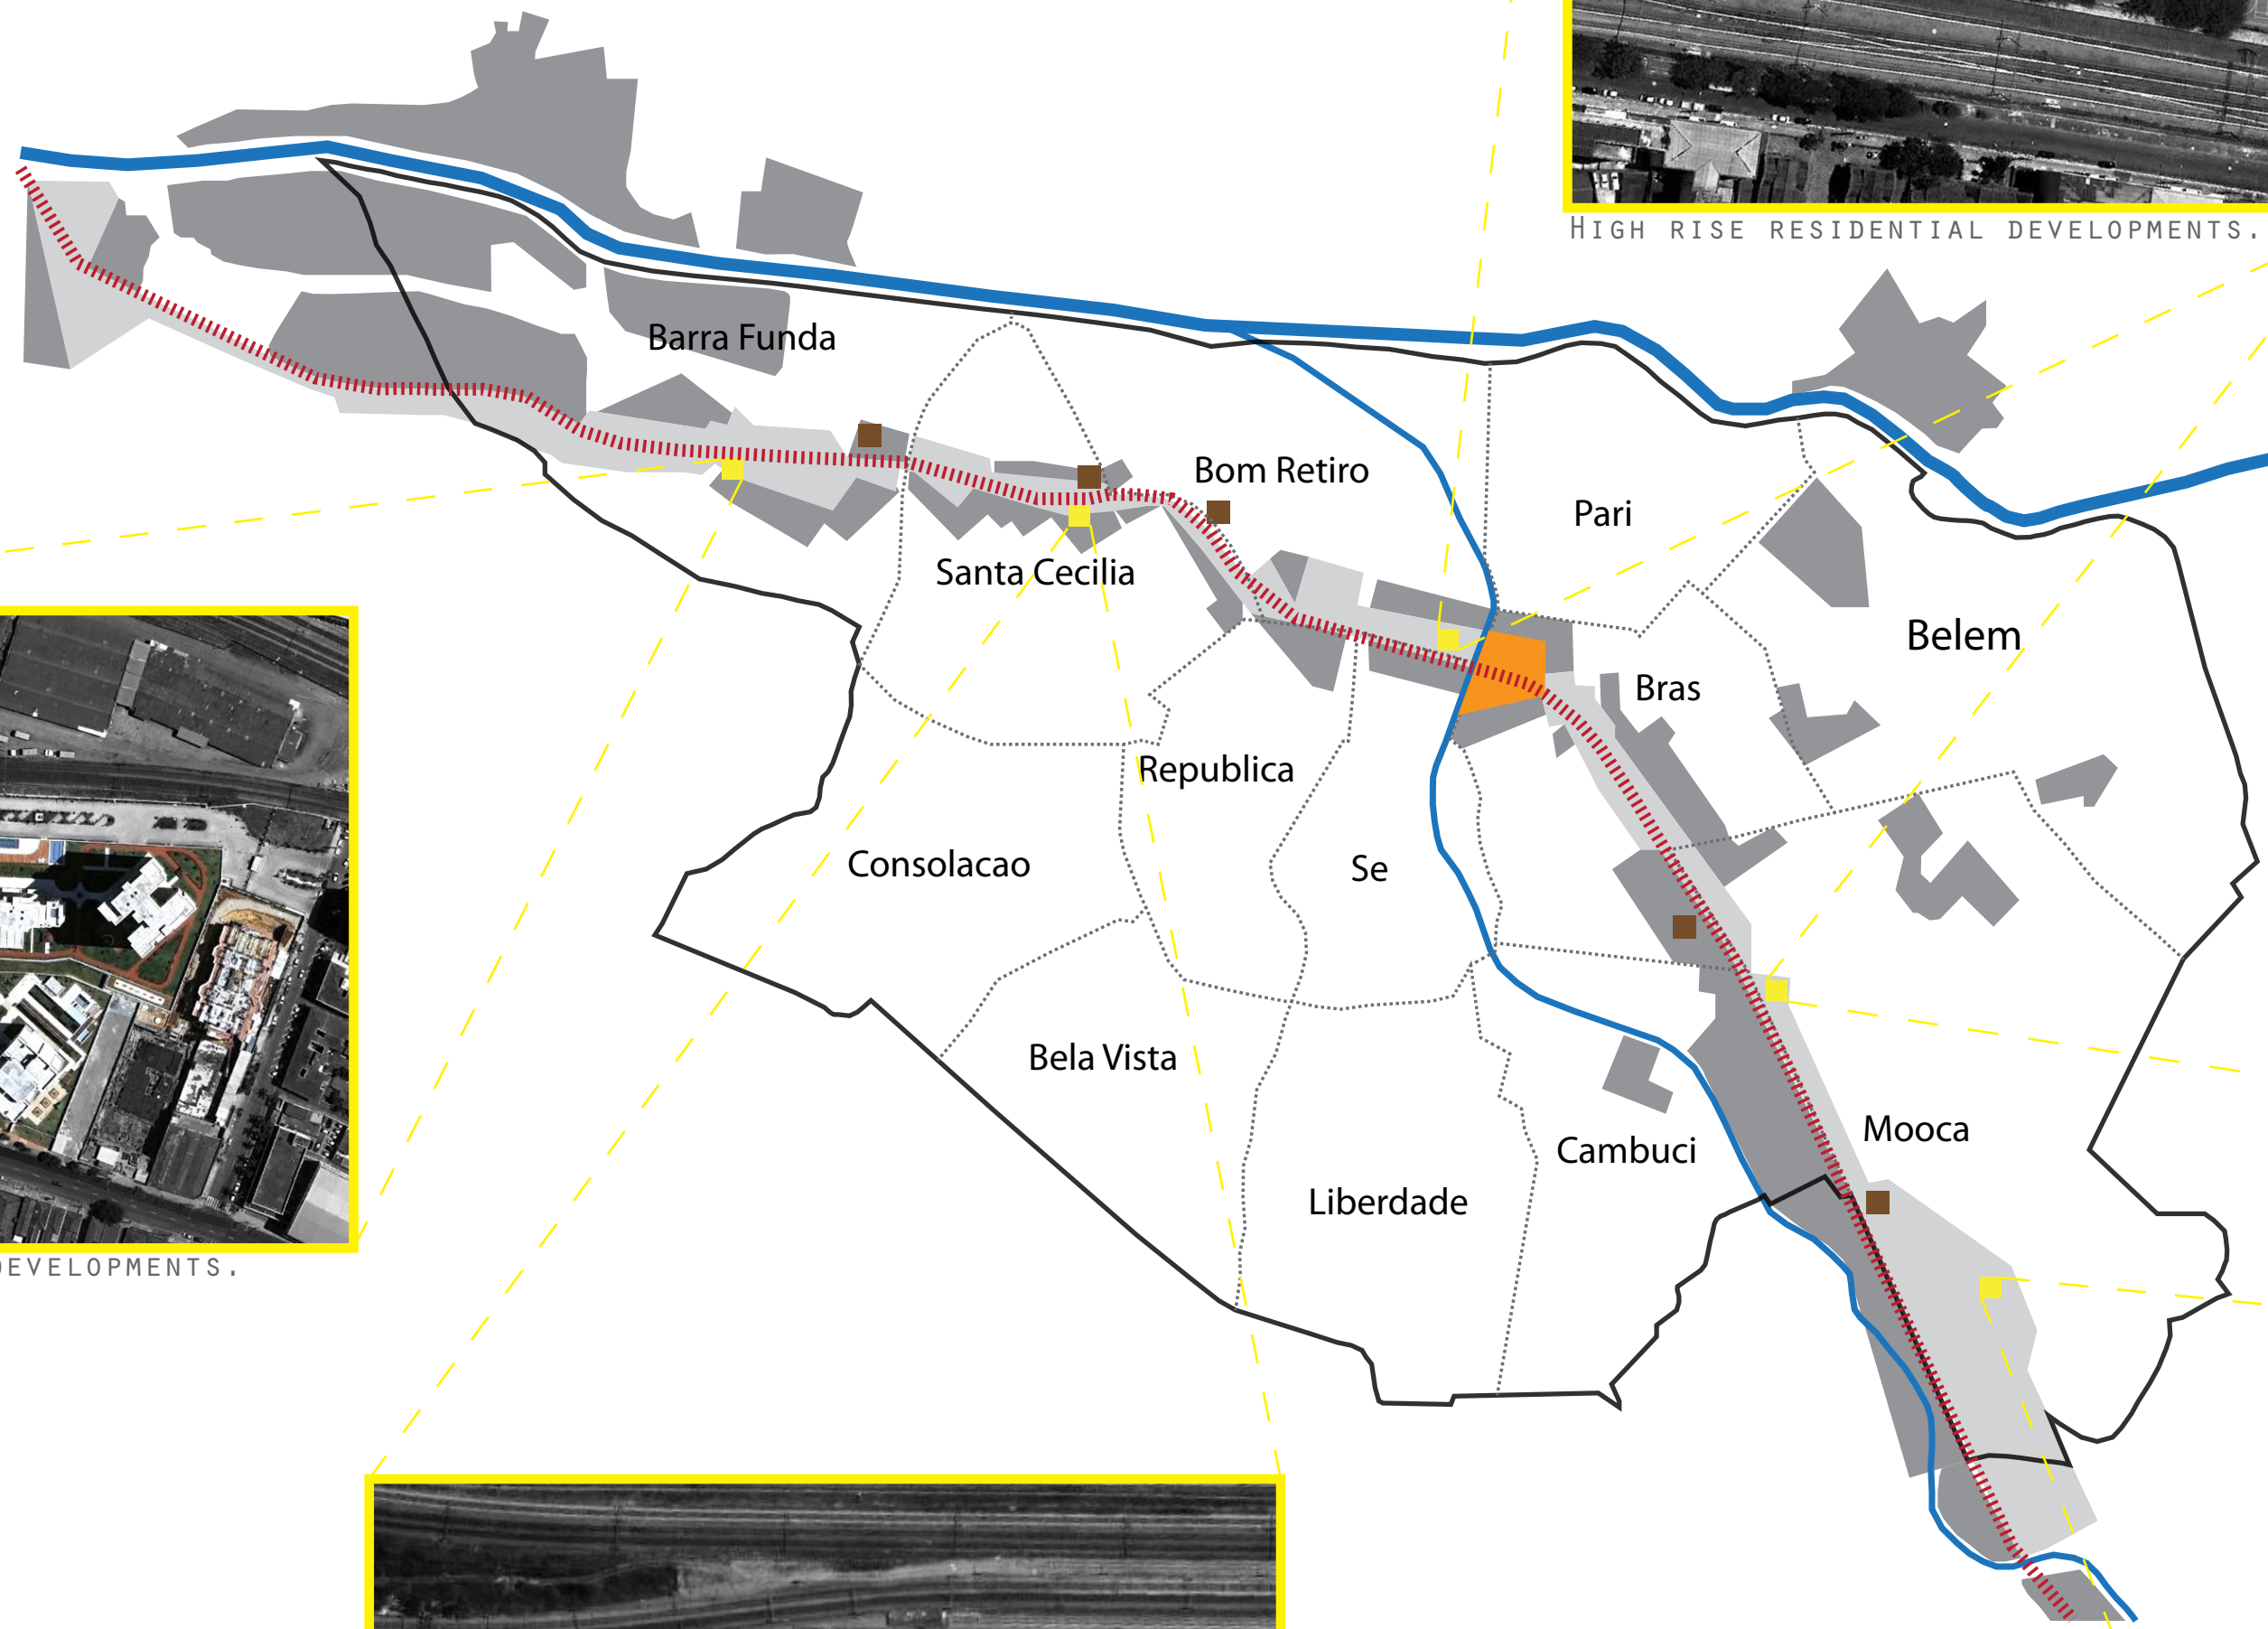 HIGH RISE RESIDENTIAL DEVELOPMENTS.
Barra Funda
Bom Retiro
Pari
Santa Cecilia
Belem
Bras
Republica
Consolacao
Se
Bela Vista
Mooca
Cambuci
Liberdade
DEVELOPMENTS.